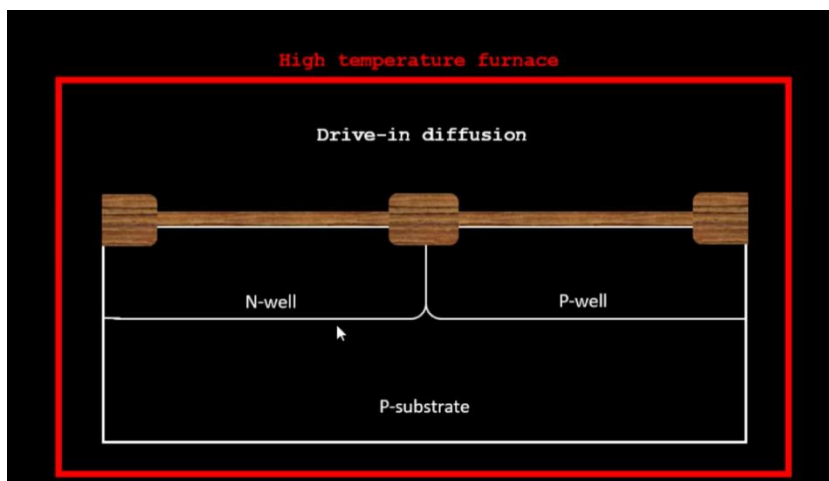 High temperature furnace
Drive-in diffusion
N-well
P-well
P-substrate